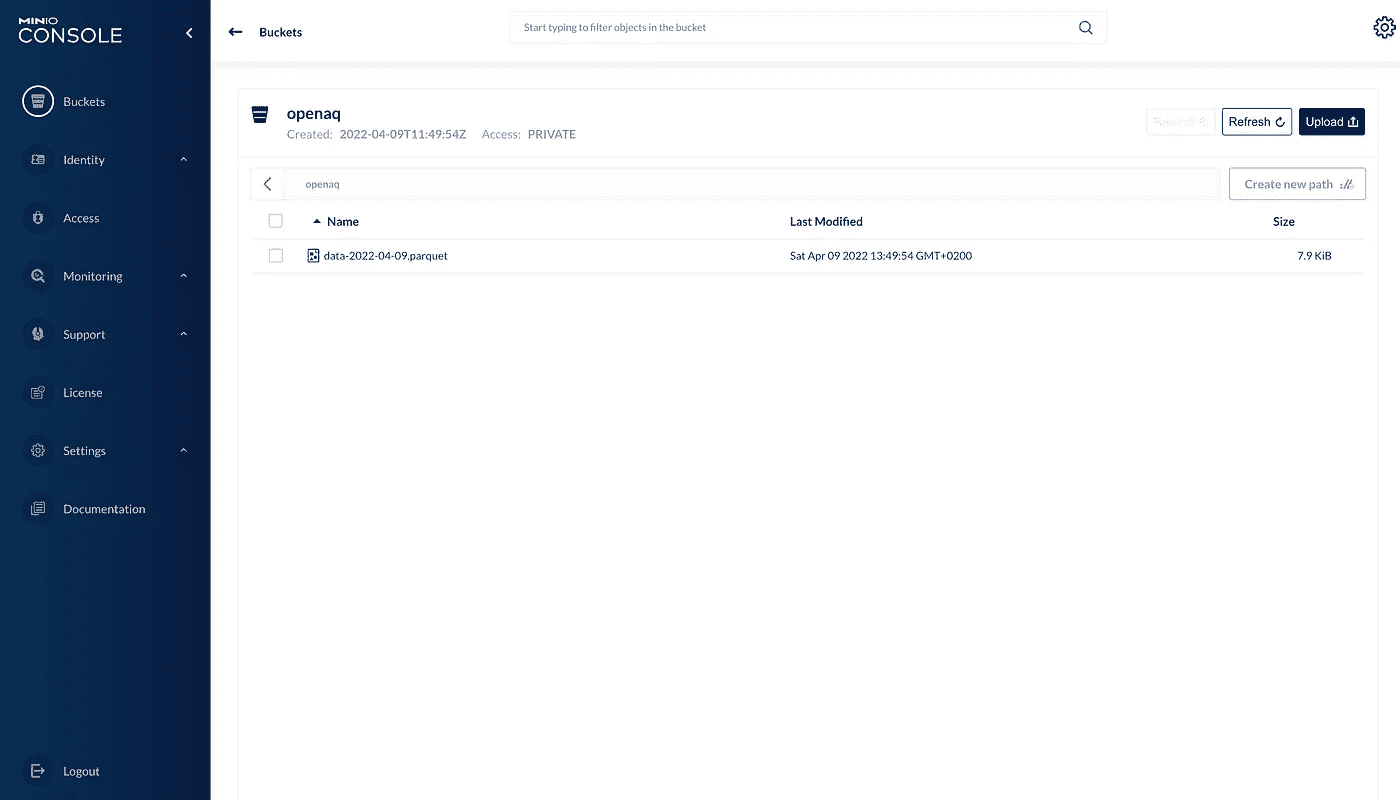 MINIO
CONSOLE
Buckets
Identity
Access
Monitoring
Support
License
Settings
Documentation
Logout
Buckets
Start typing to filter objects in the bucket
openaq
Created: 2022-04-09T11:49:54Z Access: PRIVATE
Rewind
Refresh
Upload
openaq
Create new path
Name Last Modified Size
data-2022-04-09.parquet Sat Apr 09 2022 13:49:54 GMT+0200 7.9 KiB